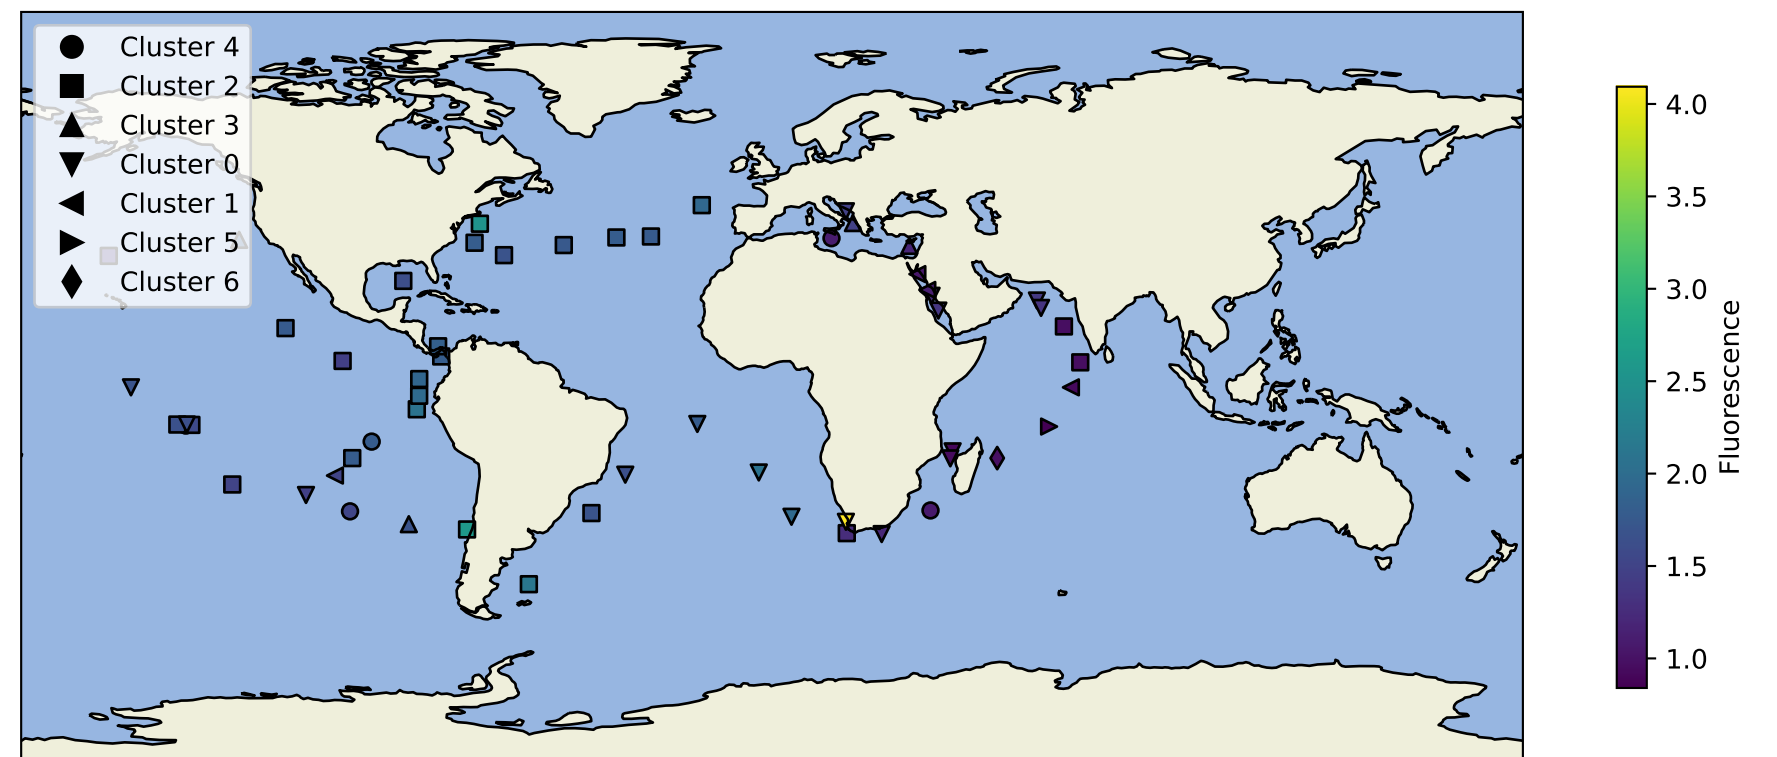 Cluster 4
Cluster 2
Cluster 3
Cluster 0
Cluster 1
Cluster 5
Cluster 6
4.0
3.5
3.0
2.5
2.0
1.5
1.0
Fluorescence